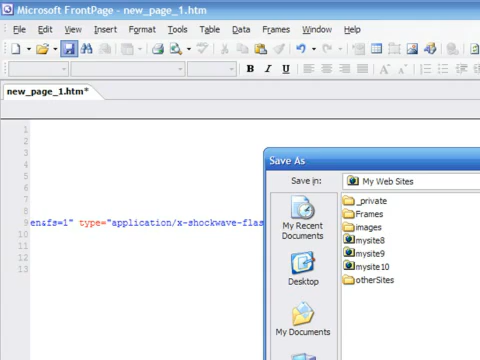 Microsoft FrontPage - new_page_1.htm
File Edit View Insert Format Tools Table Data Frames Window Help
B I U A A
new_page_1.htm*
1
2
3
4
5
6
7
8
9 en&fs=1" type="application/x-shockwave-flas
10
11
12
13
Save As
Save in: My Web Sites
My Recent
Documents
Desktop
My Documents
_private
Frames
images
mysite8
mysite9
mysite10
otherSites